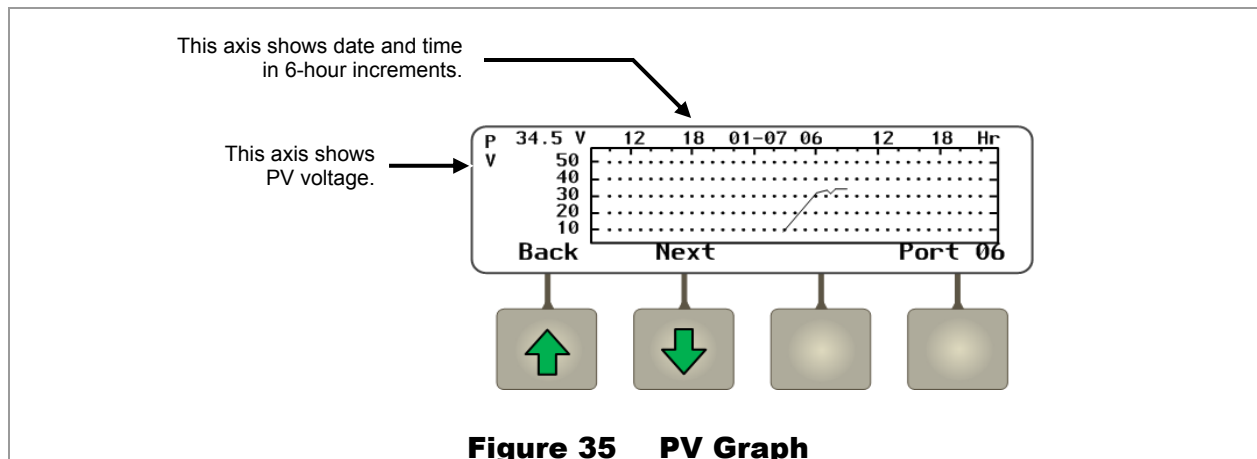 This axis shows date and time
in 6-hour increments.
This axis shows
PV voltage.
P 34.5 V 12 18 01-07 06 12 18 Hr
V
50
40
30
20
10
Back Next Port 06
Figure 35 PV Graph